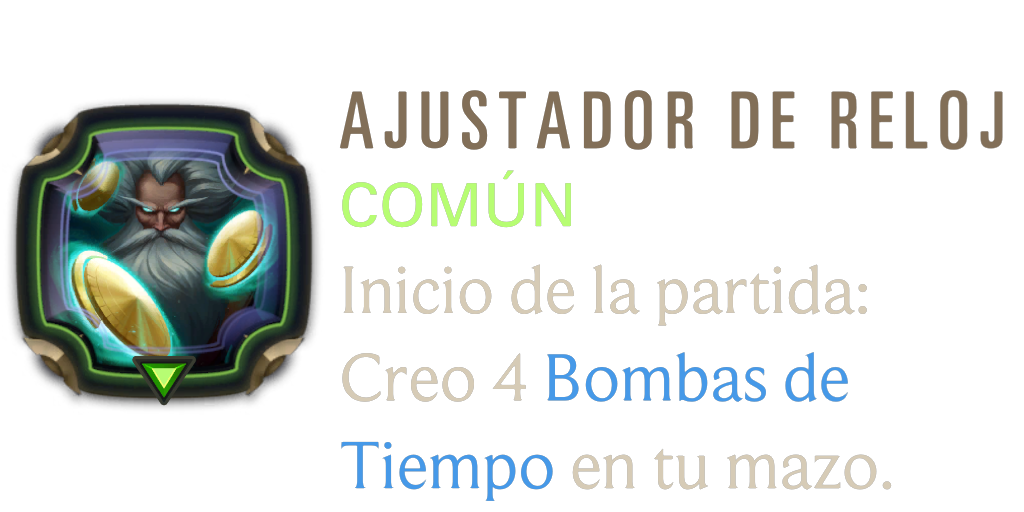 AJUSTADOR DE RELOJ
COMÚN
Inicio de la partida:
Creo 4 Bombas de
Tiempo en tu mazo.